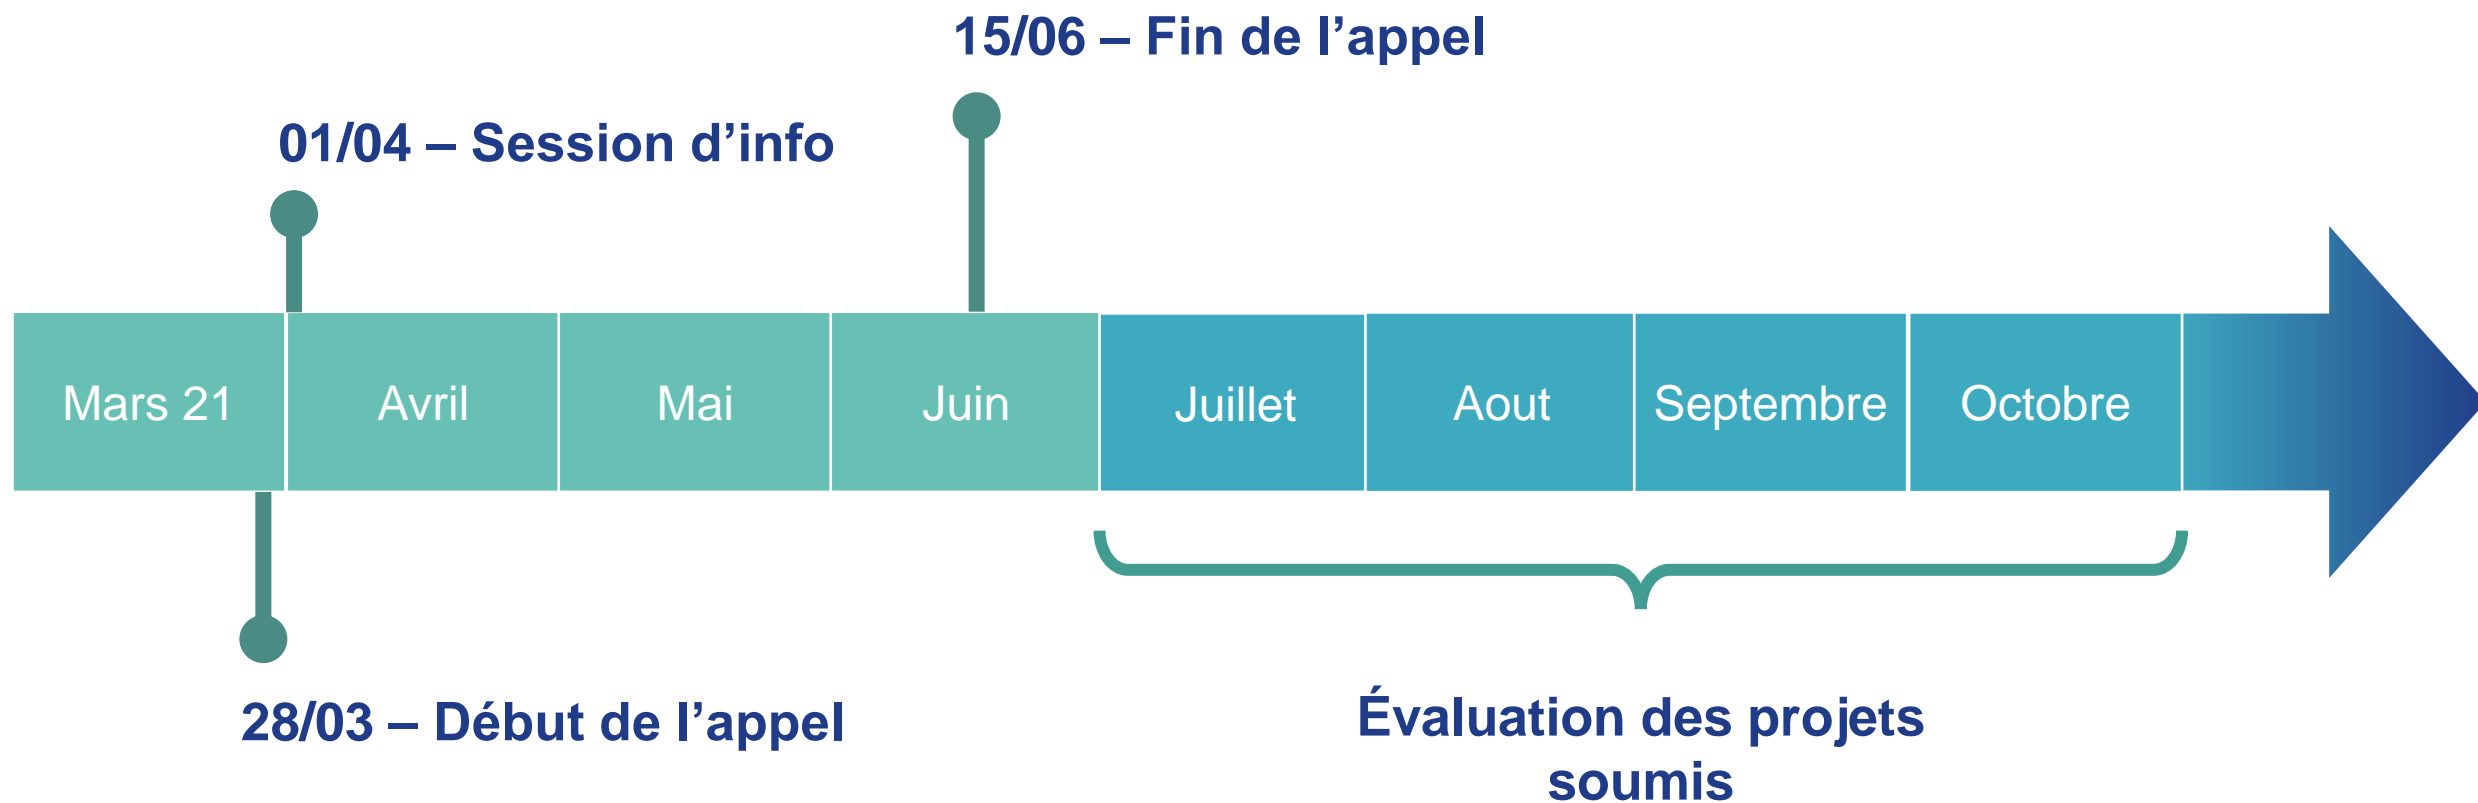 15/06 – Fin de l’appel
01/04 – Session d’info
Mars 21
Avril
Mai
Juin
Juillet
Aout
Septembre
Octobre
28/03 – Début de l’appel
Évaluation des projets
soumis